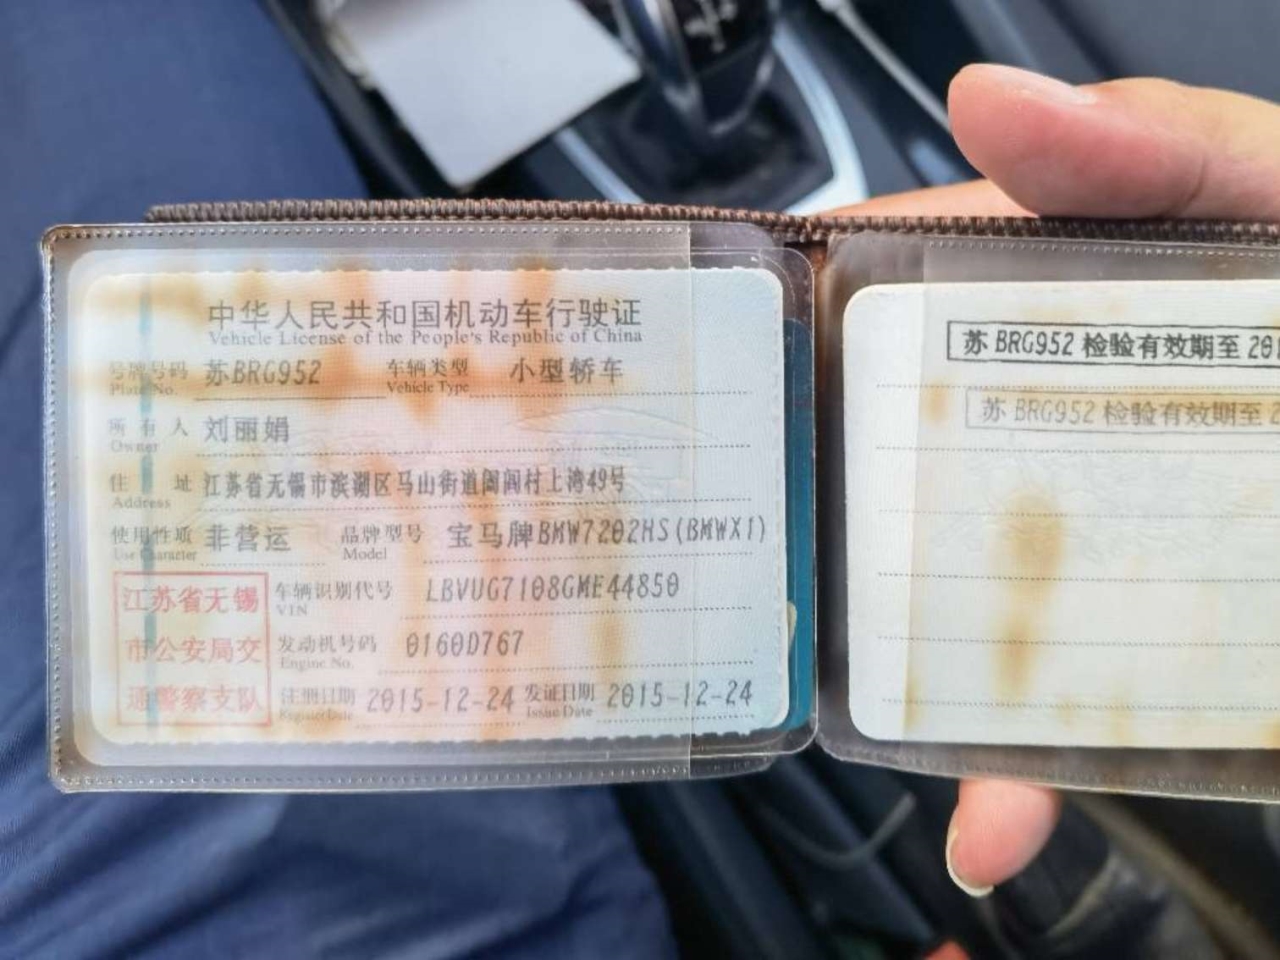 中华人民共和国机动车行驶证
Vehicle License of the People's Republic of China
号牌号码 苏BRG952 车辆类型 小型轿车
Plate No. Vehicle Type
所有人 刘丽娟
Owner
住址 江苏省无锡市滨湖区马山街道阖闾村上湾49号
Address
使用性质 非营运 品牌型号 宝马牌BMW7202HS(BMWX1)
Use Character Model
江苏省无锡 车辆识别代号 LBVUG7108GME44850
VIN
市公安局交 发动机号码 0160D767
Engine No.
通警察支队 注册日期 2015-12-24 发证日期 2015-12-24
Register Date Issue Date
苏BRG952 检验有效期至 201
苏BRG952 检验有效期至 2